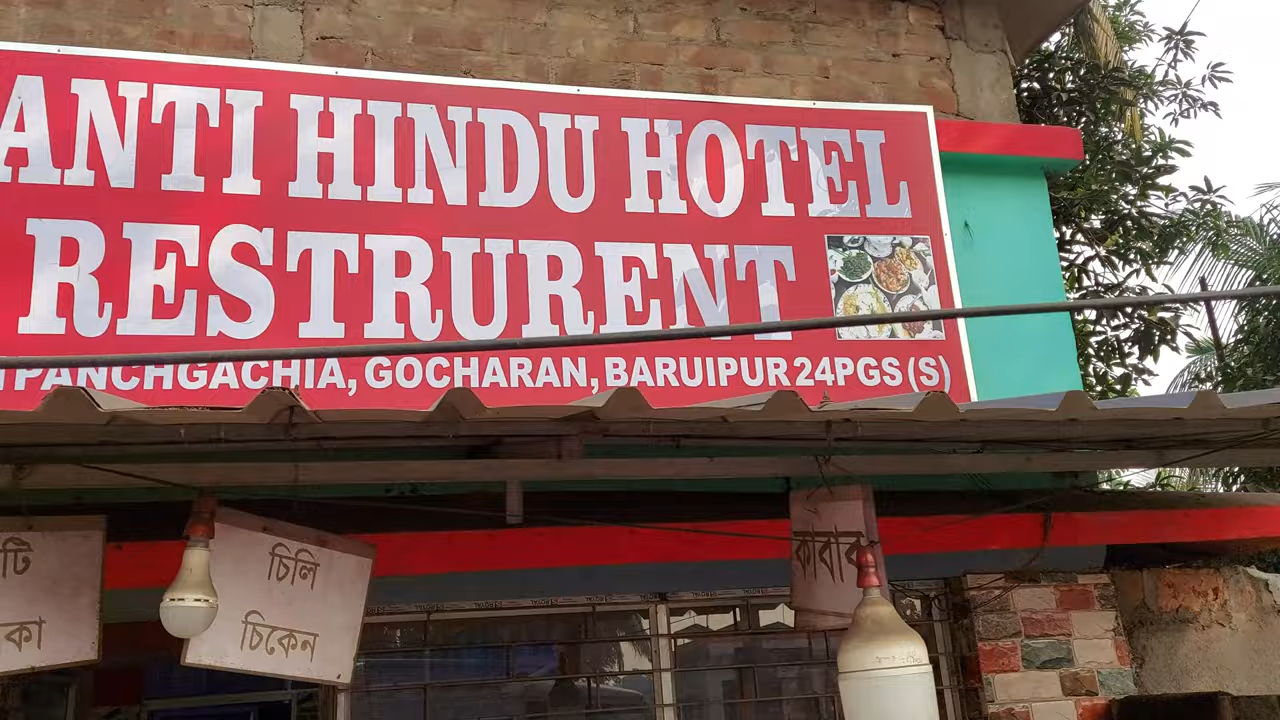 ANTI HINDU HOTEL
RESTRURENT
PANCHGACHIA, GOCHARAN, BARUIPUR 24PGS (S)
টি
কা
চিলি
চিকেন
কাবাব